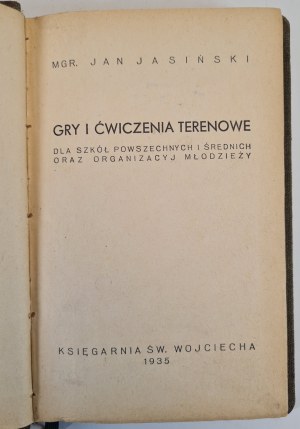 MGR. JAN JASIŃSKI
GRY I ĆWICZENIA TERENOWE
DLA SZKÓŁ POWSZECHNYCH I ŚREDNICH
ORAZ ORGANIZACYJ MŁODZIEŻY
KSIĘGARNIA ŚW. WOJCIECHA
1935